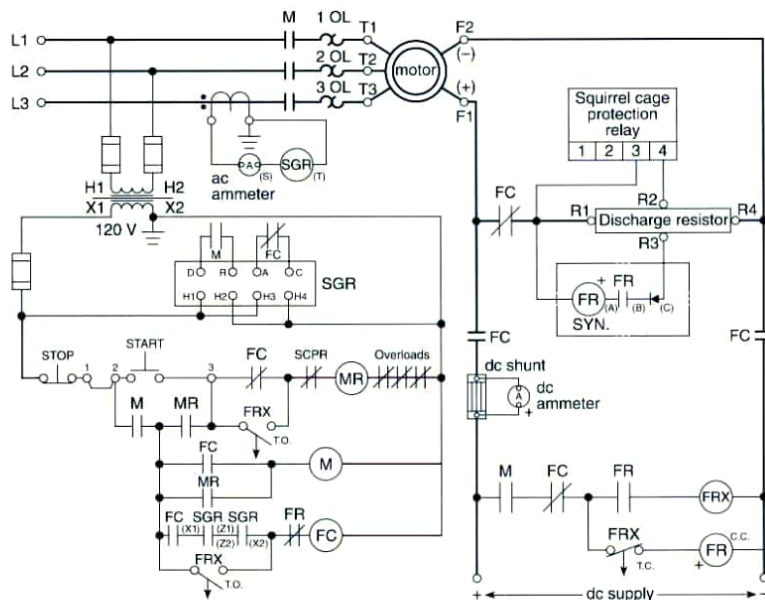 M 1 OL T1 F2
L1
(−)
L2 2 OL T2 motor
3 OL T3 (+)
L3 F1
Squirrel cage
protection
relay
1 2 3 4
A (S) SGR (T)
ac
ammeter
H1 H2
X1 X2
120 V
FC
R2
R1 Discharge resistor R4
R3
M FC
D R A C
H1 H2 H3 H4
SGR
+ FR
FR (A) (B) (C)
SYN.
FC FC
STOP 1 2 START 3 FC SCPR MR Overloads
dc shunt
A dc
+ ammeter
M MR FRX
T.O.
FC
M
MR
M FC FR FRX
FC SGR SGR FR FC
(X1) (Z1) (Z2) (X2)
FRX
T.O.
FRX FR C.C.
T.C. +
+ dc supply −